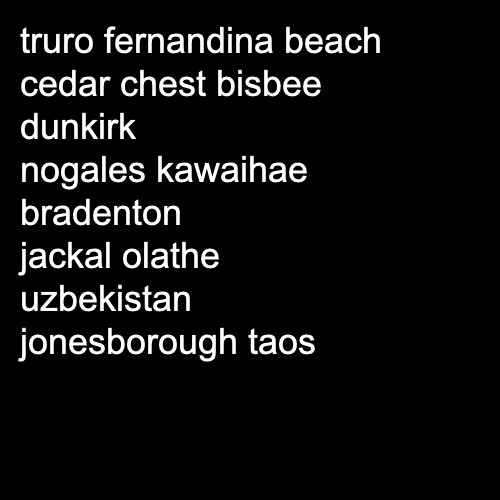 truro fernandina beach
cedar chest bisbee
dunkirk
nogales kawaihae
bradenton
jackal olathe
uzbekistan
jonesborough taos